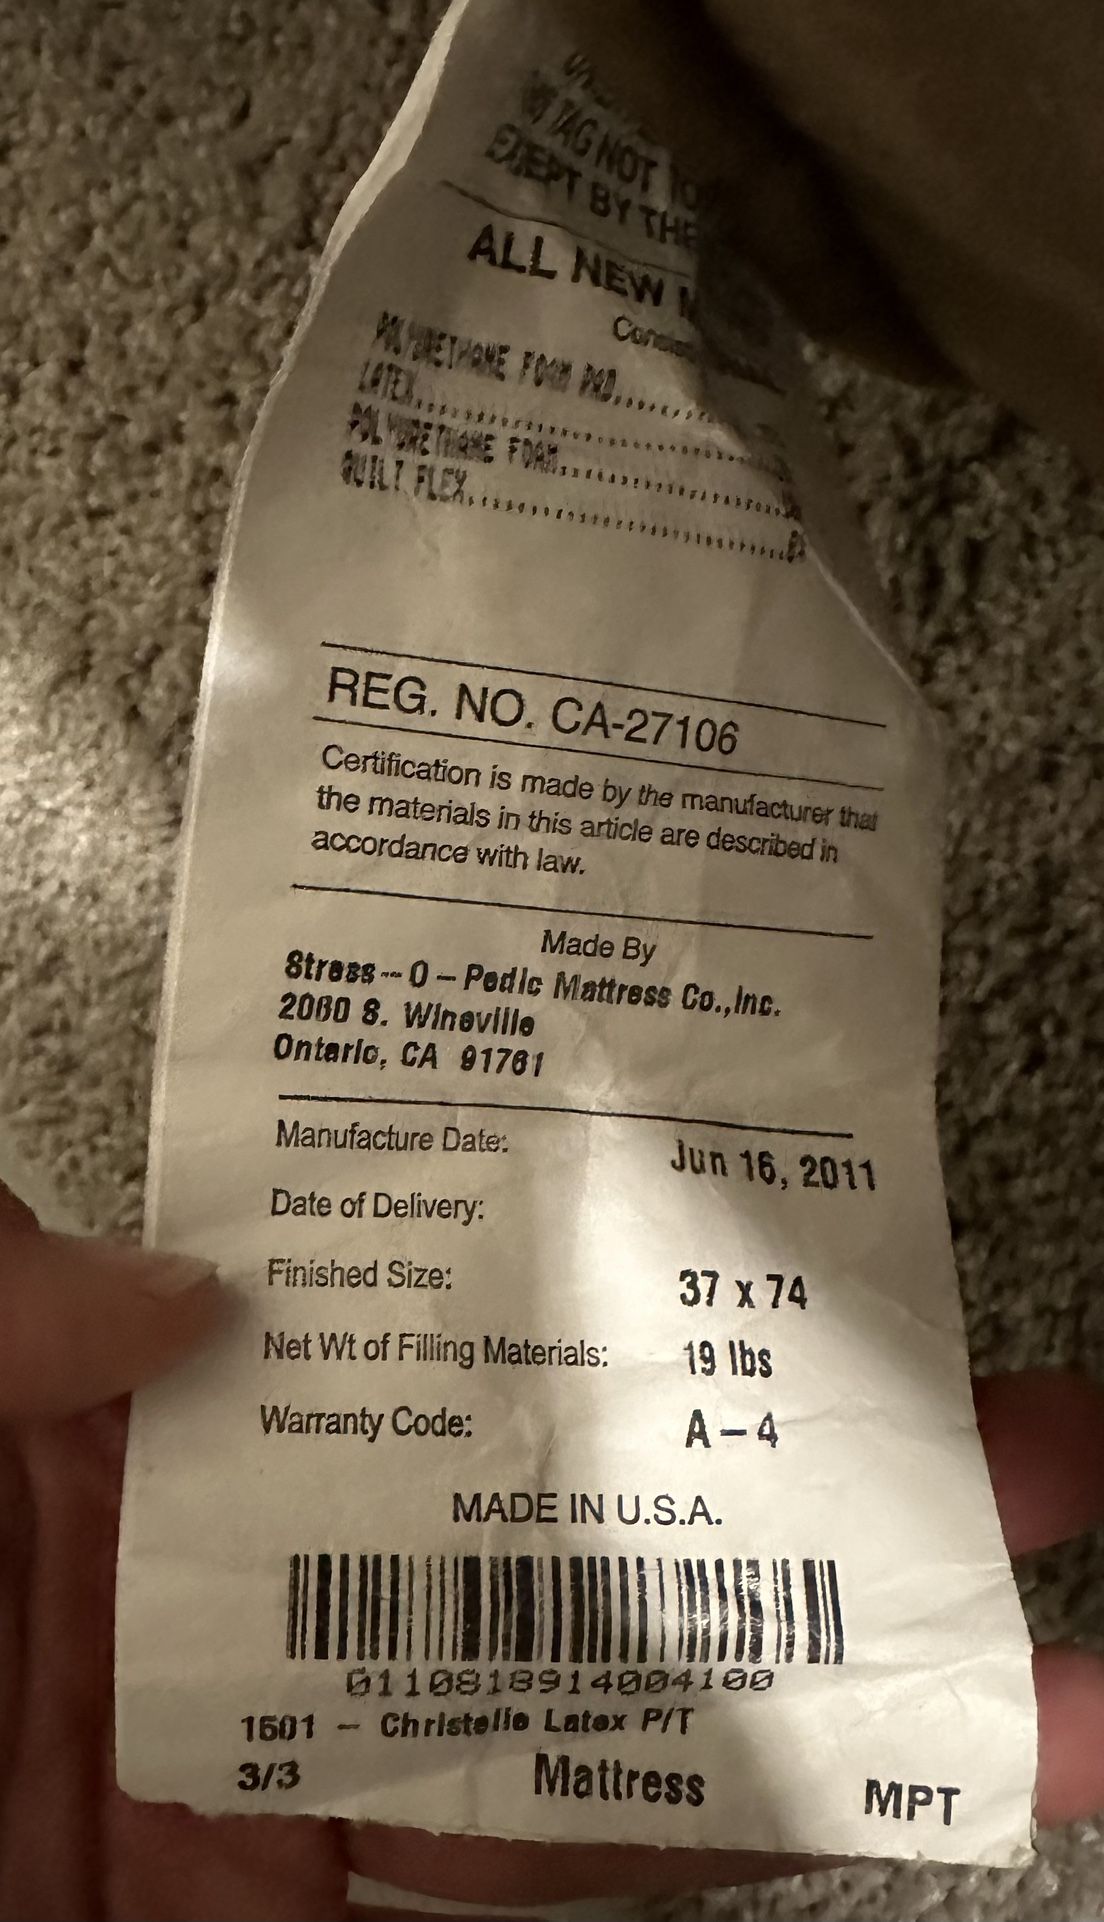 TAG NOT TO
EXCEPT BY THE
ALL NEW
POLYURETHANE FOAM PAD
LATEX
POLYURETHANE FOAM
QUILT FLEX
REG. NO. CA-27106
Certification is made by the manufacturer that
the materials in this article are described in
accordance with law.
Made By
Stress--O-Pedic Mattress Co.,Inc.
2060 S. Wineville
Ontario, CA 91761
Manufacture Date: Jun 16, 2011
Date of Delivery:
Finished Size: 37 x 74
Net Wt of Filling Materials: 19 lbs
Warranty Code: A-4
MADE IN U.S.A.
0110818914004100
1601 - Christelle Latex P/T
3/3 Mattress MPT